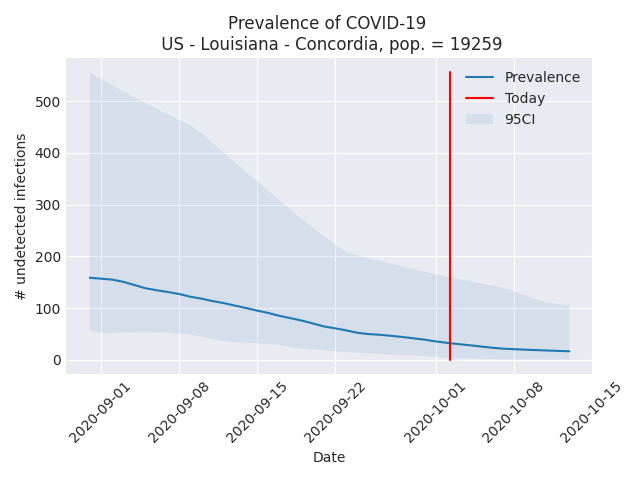 Prevalence of COVID-19
US - Louisiana - Concordia, pop. = 19259
Prevalence
Today
95CI
# undetected infections
500
400
300
200
100
0
2020-09-01
2020-09-08
2020-09-15
2020-09-22
2020-10-01
2020-10-08
2020-10-15
Date